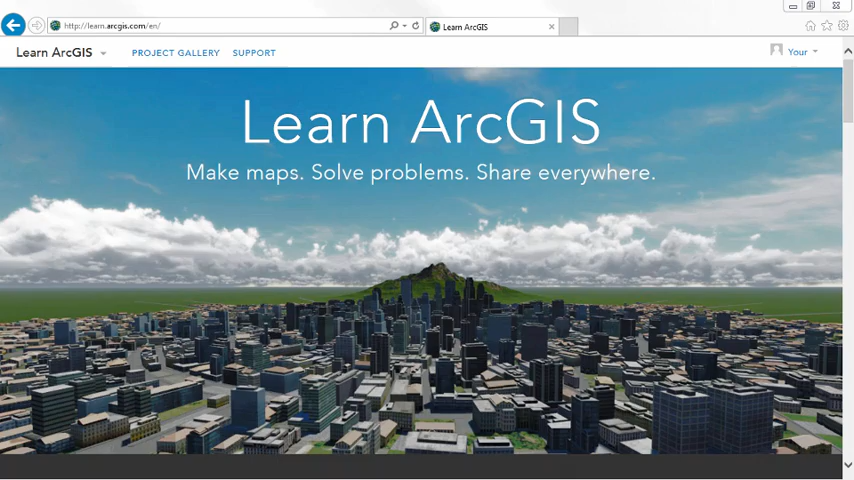 http://learn.arcgis.com/en/
Learn ArcGIS
Learn ArcGIS
PROJECT GALLERY
SUPPORT
Your
Learn ArcGIS
Make maps. Solve problems. Share everywhere.